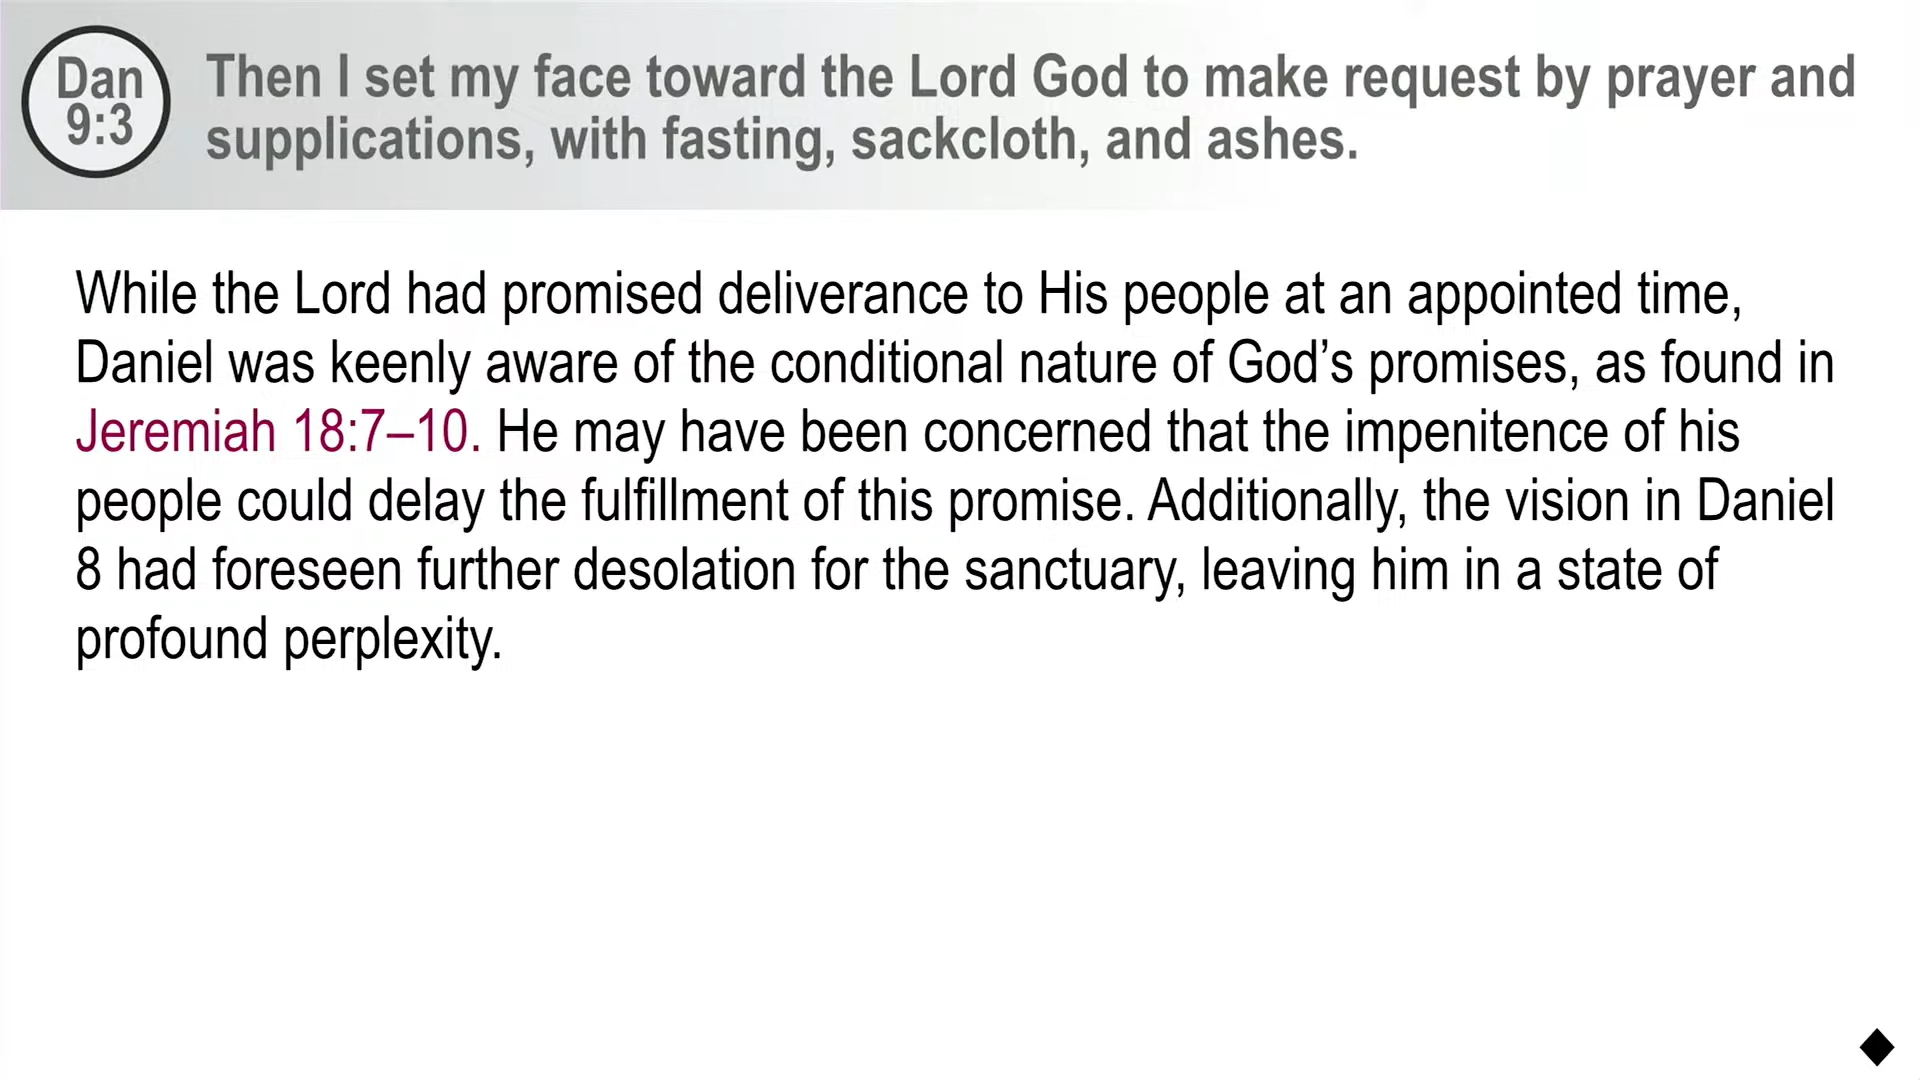 Dan
9:3
Then I set my face toward the Lord God to make request by prayer and
supplications, with fasting, sackcloth, and ashes.
While the Lord had promised deliverance to His people at an appointed time,
Daniel was keenly aware of the conditional nature of God’s promises, as found in
Jeremiah 18:7–10. He may have been concerned that the impenitence of his
people could delay the fulfillment of this promise. Additionally, the vision in Daniel
8 had foreseen further desolation for the sanctuary, leaving him in a state of
profound perplexity.